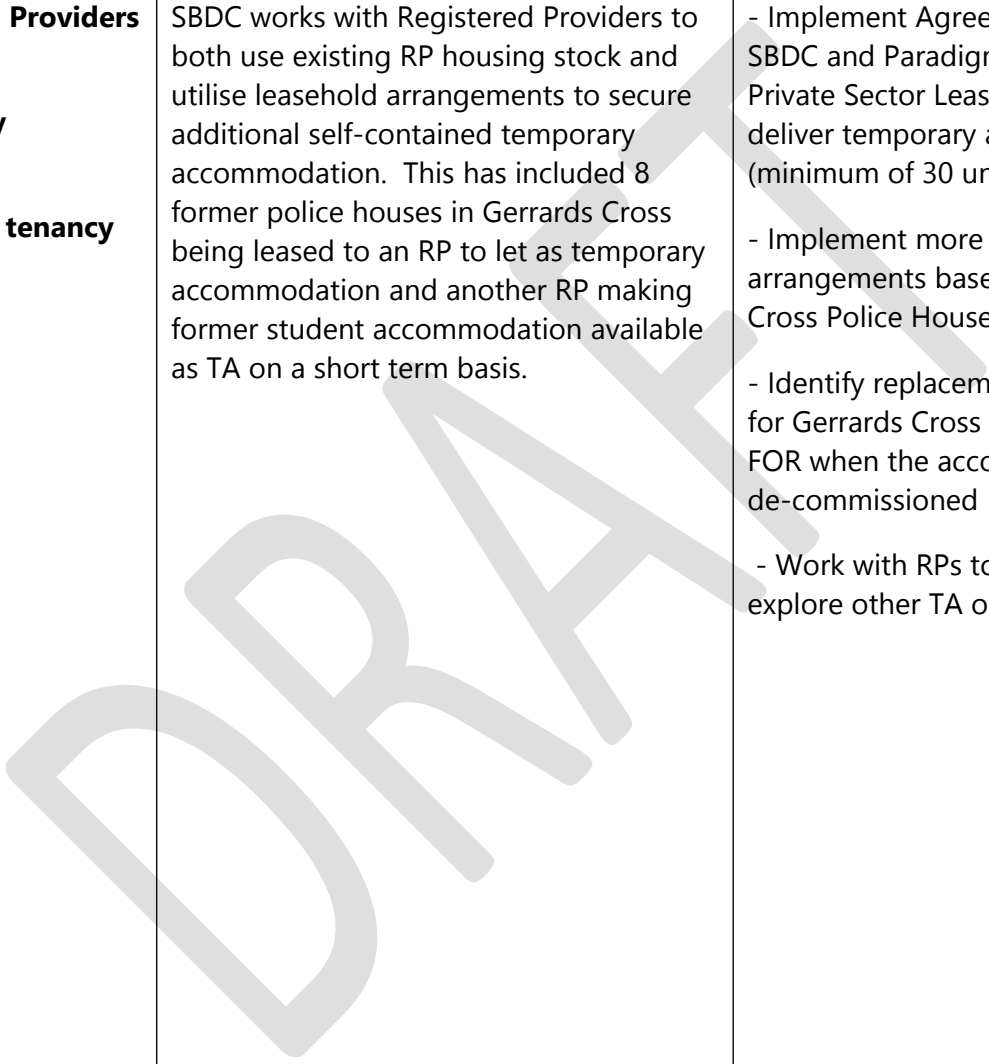 Providers
y
tenancy
SBDC works with Registered Providers to
both use existing RP housing stock and
utilise leasehold arrangements to secure
additional self-contained temporary
accommodation.  This has included 8
former police houses in Gerrards Cross
being leased to an RP to let as temporary
accommodation and another RP making
former student accommodation available
as TA on a short term basis.
- Implement Agree
SBDC and Paradig
Private Sector Leas
deliver temporary a
(minimum of 30 un
- Implement more
arrangements base
Cross Police House
- Identify replacem
for Gerrards Cross
FOR when the acco
de-commissioned
- Work with RPs to
explore other TA o
DRAFT